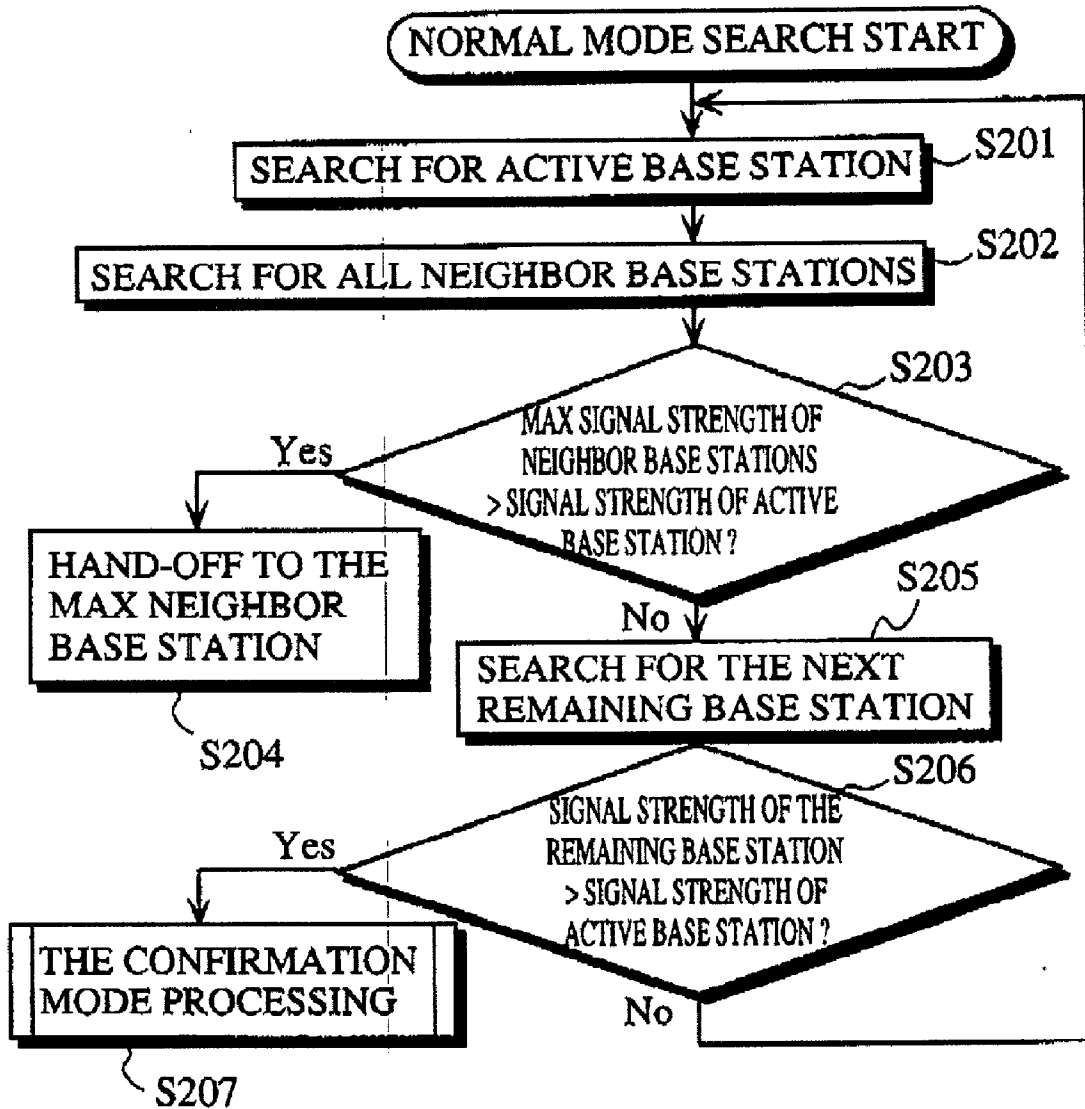 NORMAL MODE SEARCH START
SEARCH FOR ACTIVE BASE STATION
S201
SEARCH FOR ALL NEIGHBOR BASE STATIONS
S202
S203
MAX SIGNAL STRENGTH OF
NEIGHBOR BASE STATIONS
> SIGNAL STRENGTH OF ACTIVE
BASE STATION ?
Yes
HAND-OFF TO THE
MAX NEIGHBOR
BASE STATION
S204
No
S205
SEARCH FOR THE NEXT
REMAINING BASE STATION
S206
SIGNAL STRENGTH OF THE
REMAINING BASE STATION
> SIGNAL STRENGTH OF
ACTIVE BASE STATION ?
Yes
THE CONFIRMATION
MODE PROCESSING
S207
No